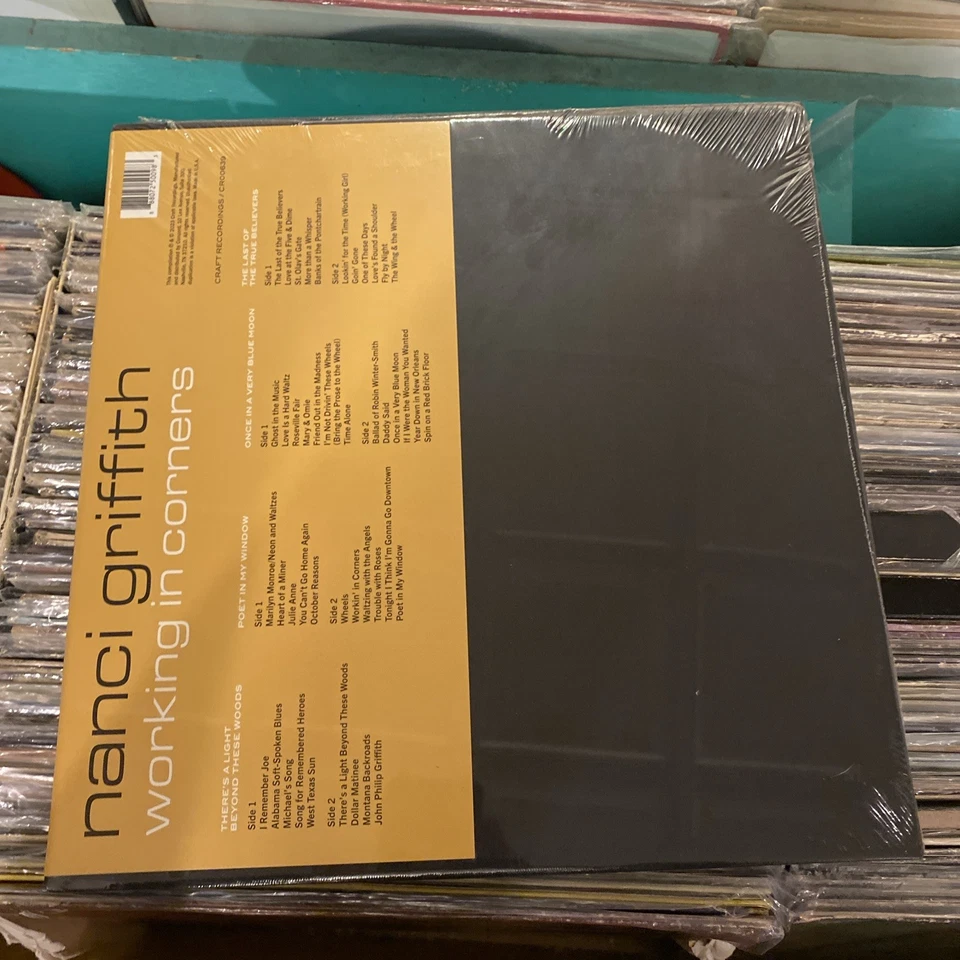 nanci griffith
working in corners
THERE'S A LIGHT
BEYOND THESE WOODS
Side 1
I Remember Joe
Alabama Soft-Spoken Blues
Michael's Song
Song for Remembered Heroes
West Texas Sun
Side 2
There's a Light Beyond These Woods
Dollar Matinee
Montana Backroads
John Philip Griffith
POET IN MY WINDOW
Side 1
Marilyn Monroe/Neon and Waltzes
Heart of a Miner
Julie Anne
You Can't Go Home Again
October Reasons
Side 2
Wheels
Workin' in Corners
Waltzing with the Angels
Trouble with Roses
Tonight I Think I'm Gonna Go Downtown
Poet in My Window
ONCE IN A VERY BLUE MOON
Side 1
Ghost in the Music
Love Is a Hard Waltz
Roseville Fair
Mary & Omie
Friend Out in the Madness
I'm Not Drivin' These Wheels
(Bring the Prose to the Wheel)
Time Alone
Side 2
Ballad of Robin Winter-Smith
Daddy Said
Once in a Very Blue Moon
If I Were the Woman You Wanted
Year Down in New Orleans
Spin on a Red Brick Floor
THE LAST OF
THE TRUE BELIEVERS
Side 1
The Last of the True Believers
Love at the Five & Dime
St. Olav's Gate
More than a Whisper
Banks of the Pontchartrain
Side 2
Lookin' for the Time (Working Girl)
Goin' Gone
One of These Days
Love's Found a Shoulder
Fly by Night
The Wing & the Wheel
CRAFT RECORDINGS / CR00639